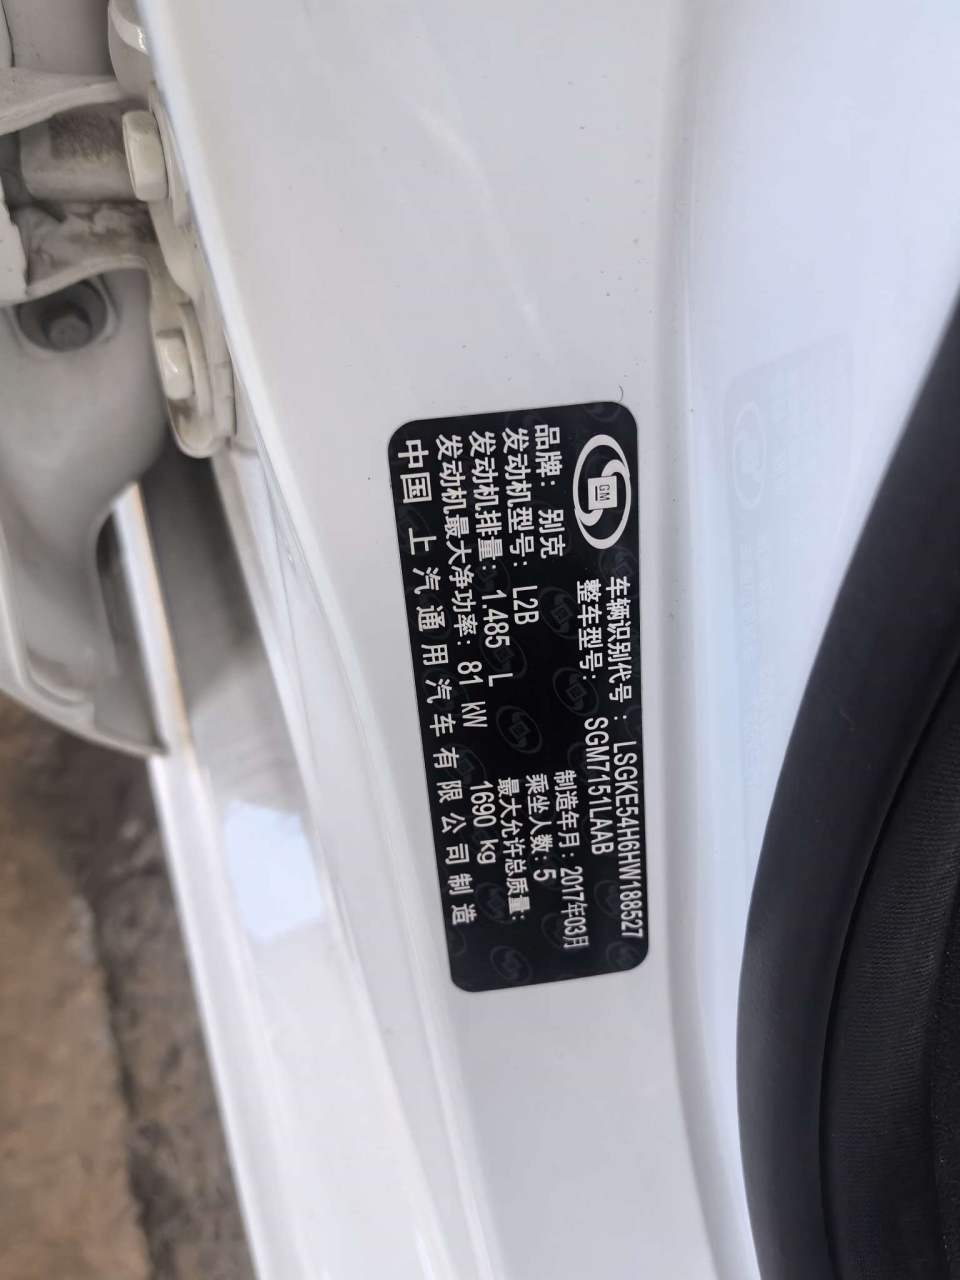 GM
车辆识别代号：LSGKE54H6HW188527
整车型号：SGM7151LAAB
品牌：别克
制造年月：2017年03月
发动机型号：L2B
乘坐人数：5
发动机排量：1.485 L
最大允许总质量：
发动机最大净功率：81 kW
1690 kg
中国 上汽通用汽车有限公司制造